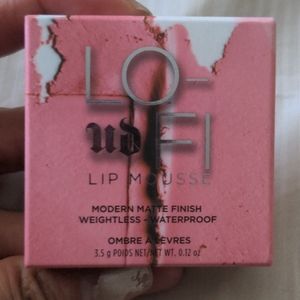 LO-
ud FI
LIP MOUSSE
MODERN MATTE FINISH
WEIGHTLESS - WATERPROOF
OMBRE À LÈVRES
3.5 g POIDS NET/NET WT. 0.12 oz